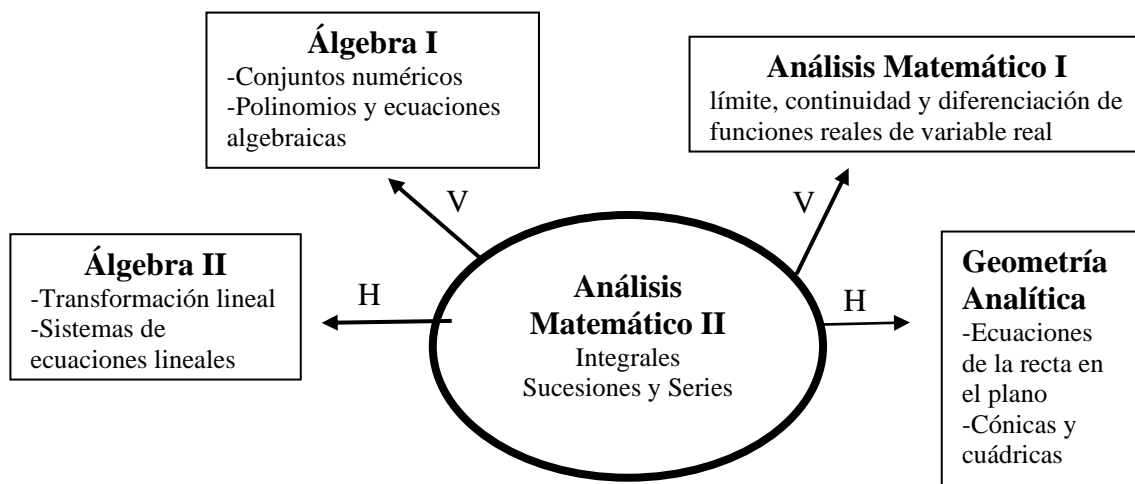 Álgebra I
-Conjuntos numéricos
-Polinomios y ecuaciones
algebraicas
Análisis Matemático I
límite, continuidad y diferenciación de
funciones reales de variable real
V
V
Álgebra II
-Transformación lineal
-Sistemas de
ecuaciones lineales
H
Análisis
Matemático II
Integrales
Sucesiones y Series
H
Geometría
Analítica
-Ecuaciones
de la recta en
el plano
-Cónicas y
cuádricas